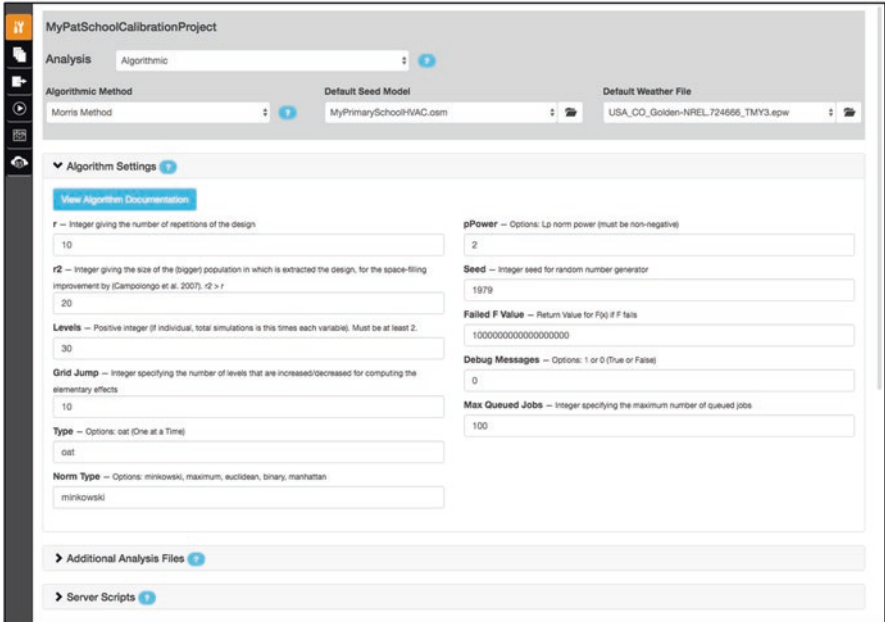 MyPatSchoolCalibrationProject
Analysis
Algorithmic
?
Algorithmic Method
Default Seed Model
Default Weather File
Morris Method
?
MyPrimarySchoolHVAC.osm
USA_CO_Golden-NREL.724666_TMY3.epw
Algorithm Settings ?
View Algorithm Documentation
r — Integer giving the number of repetitions of the design
10
r2 — Integer giving the size of the (bigger) population in which is extracted the design, for the space-filling
improvement by (Campolongo et al. 2007). r2 > r
20
Levels — Positive integer (if individual, total simulations is this times each variable). Must be at least 2.
30
Grid Jump — Integer specifying the number of levels that are increased/decreased for computing the
elementary effects
10
Type — Options: oat (One at a Time)
oat
Norm Type — Options: minkowski, maximum, euclidean, binary, manhattan
minkowski
pPower — Options: Lp norm power (must be non-negative)
2
Seed — Integer seed for random number generator
1979
Failed F Value — Return Value for F(x) if F fails
1000000000000000000
Debug Messages — Options: 1 or 0 (True or False)
0
Max Queued Jobs — Integer specifying the maximum number of queued jobs
100
Additional Analysis Files ?
Server Scripts ?